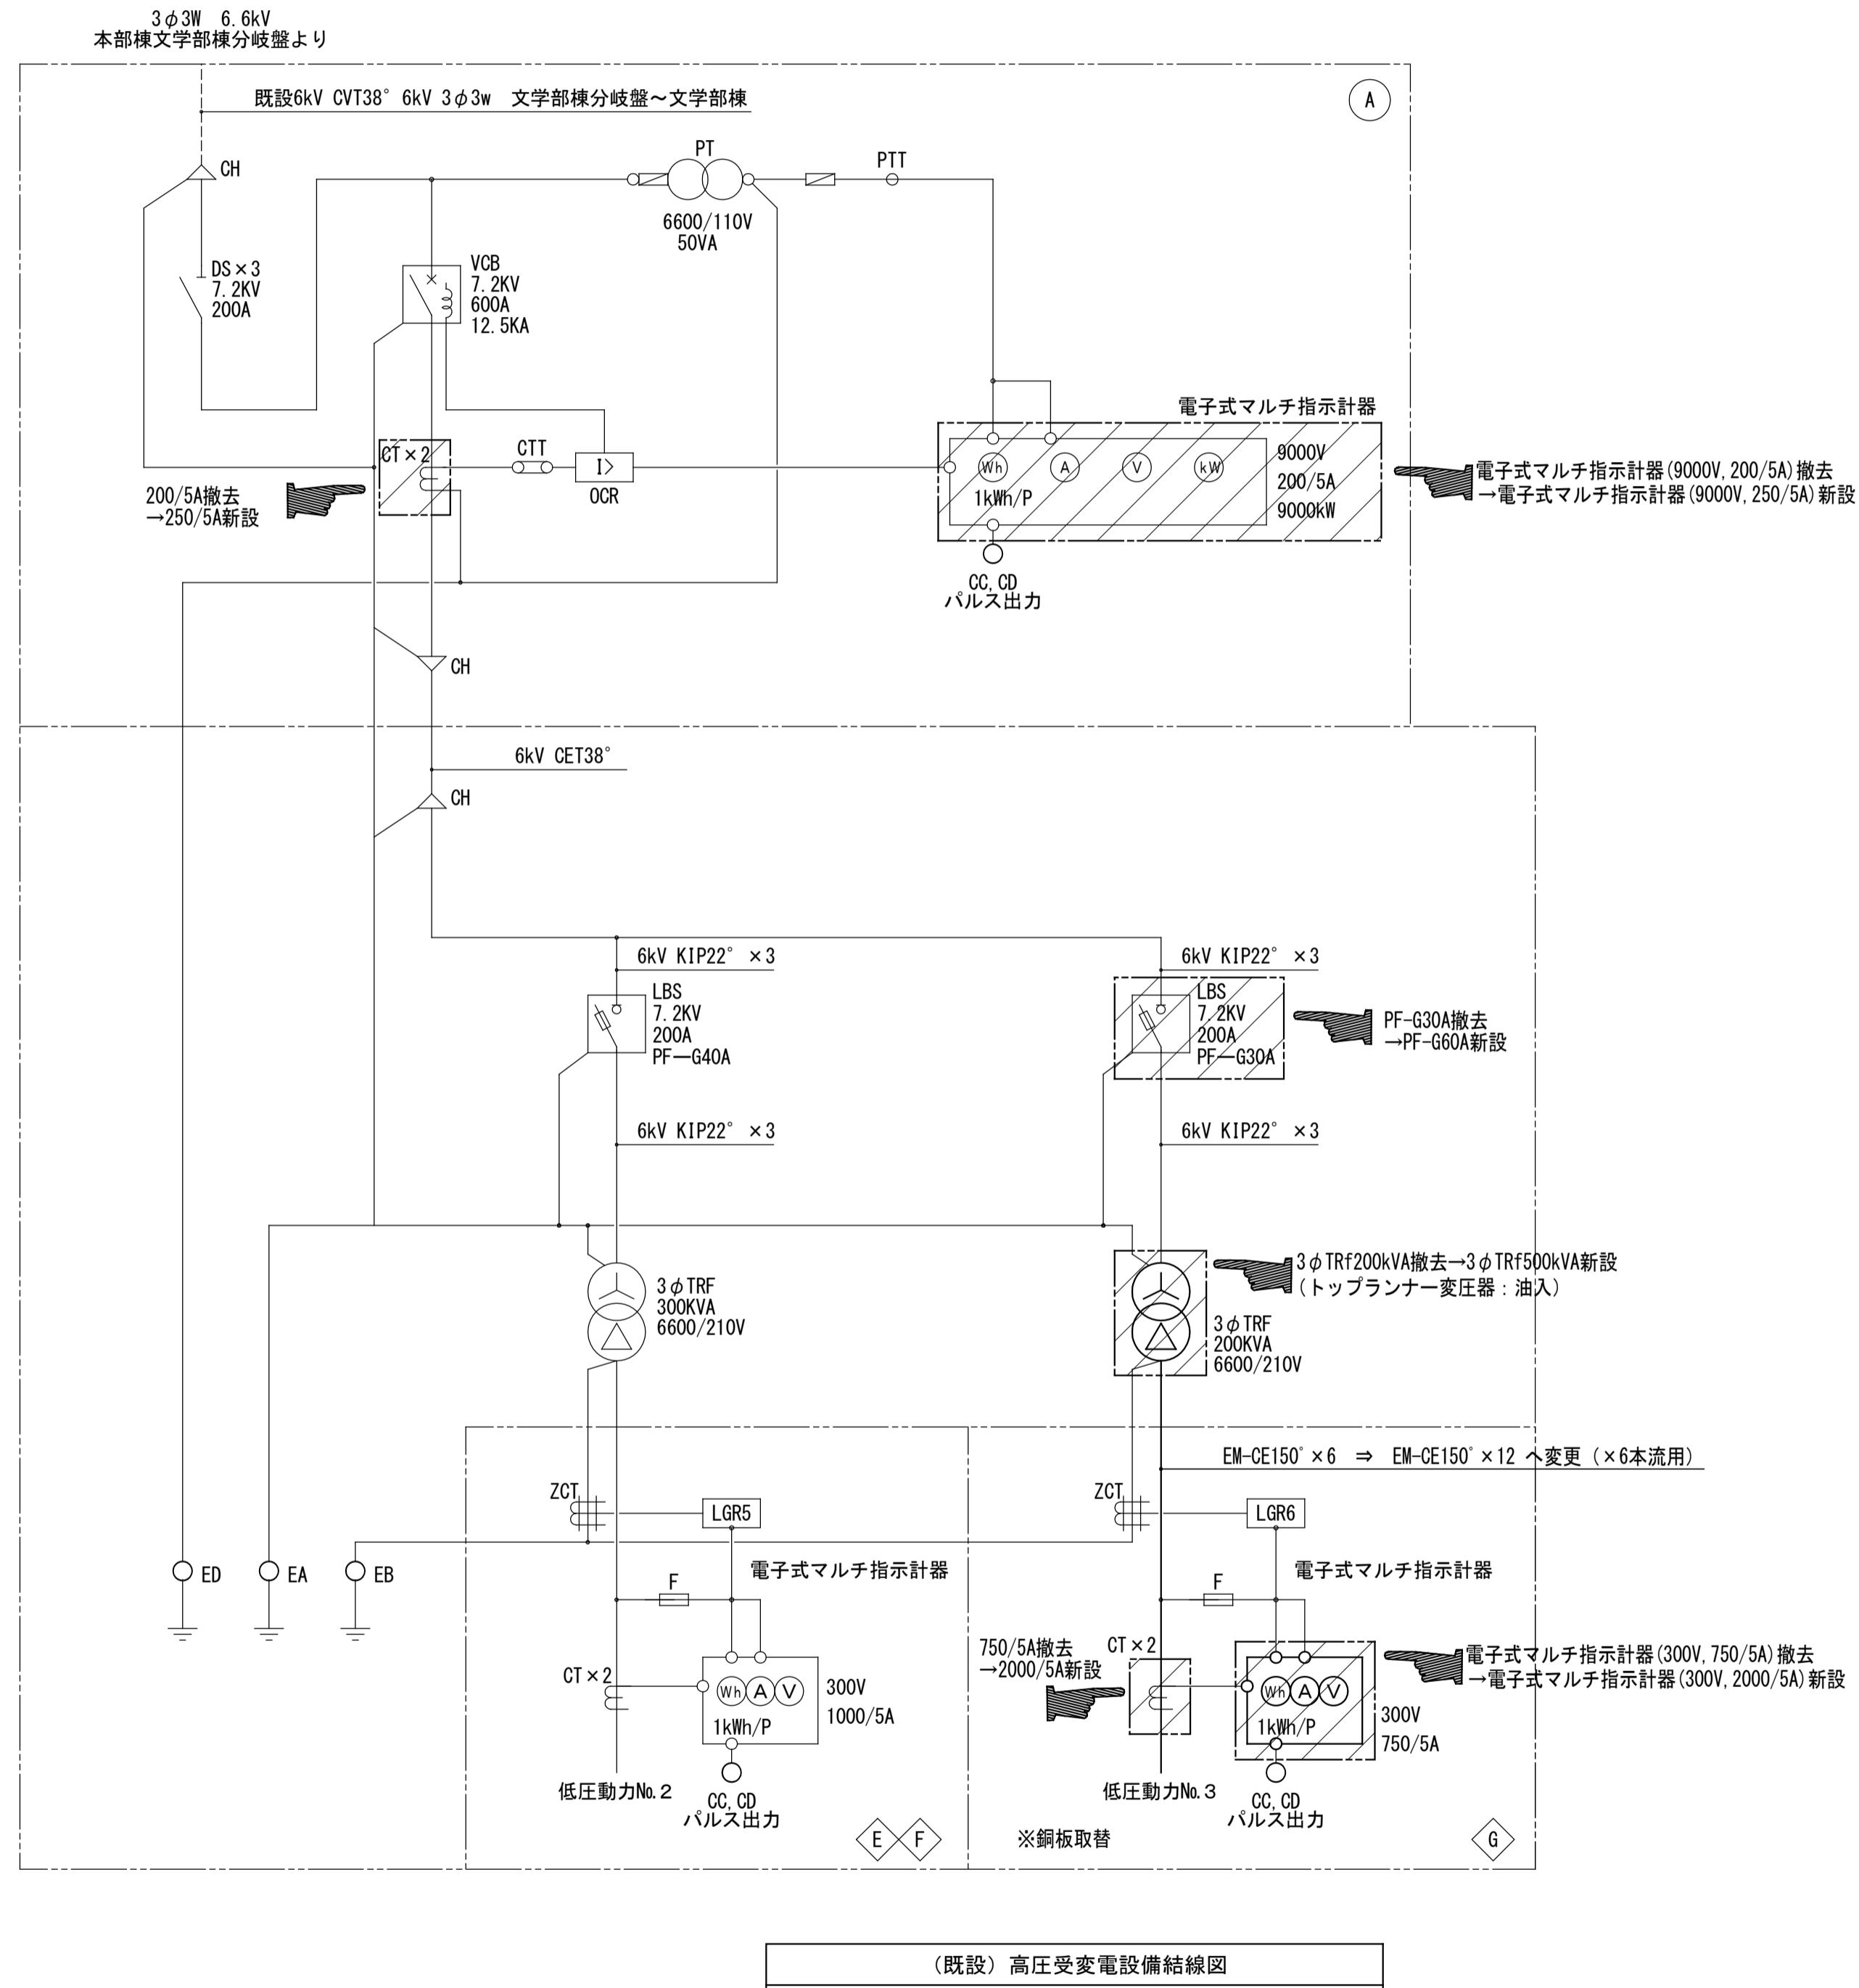 3φ3W 6.6kV
本部棟文学部棟分岐盤より
既設6kV CVT38° 6kV 3φ3w 文学部棟分岐盤～文学部棟
A
CH
PT
PTT
6600/110V
50VA
DS×3
7.2KV
200A
VCB
7.2KV
600A
12.5KA
電子式マルチ指示計器
CT×2
CTT
I>
OCR
Wh
A
V
kW
1kWh/P
9000V
200/5A
9000kW
200/5A撤去
→250/5A新設
電子式マルチ指示計器(9000V,200/5A)撤去
→電子式マルチ指示計器(9000V,250/5A)新設
CC,CD
パルス出力
CH
6kV CET38°
CH
6kV KIP22° ×3
6kV KIP22° ×3
LBS
7.2KV
200A
PF―G40A
LBS
7.2KV
200A
PF―G30A
PF-G30A撤去
→PF-G60A新設
6kV KIP22° ×3
6kV KIP22° ×3
3φTRF
300KVA
6600/210V
3φTRf200kVA撤去→3φTRf500kVA新設
(トップランナー変圧器：油入)
3φTRF
200KVA
6600/210V
EM-CE150°×6 ⇒ EM-CE150°×12 へ変更（×6本流用）
ZCT
LGR5
ZCT
LGR6
ED
EA
EB
F
電子式マルチ指示計器
F
電子式マルチ指示計器
CT×2
Wh
A
V
1kWh/P
300V
1000/5A
750/5A撤去
→2000/5A新設
CT×2
Wh
A
V
1kWh/P
300V
750/5A
電子式マルチ指示計器(300V,750/5A)撤去
→電子式マルチ指示計器(300V,2000/5A)新設
低圧動力No.2
CC,CD
パルス出力
低圧動力No.3
CC,CD
パルス出力
E
F
※銅板取替
G
（既設）高圧受変電設備結線図